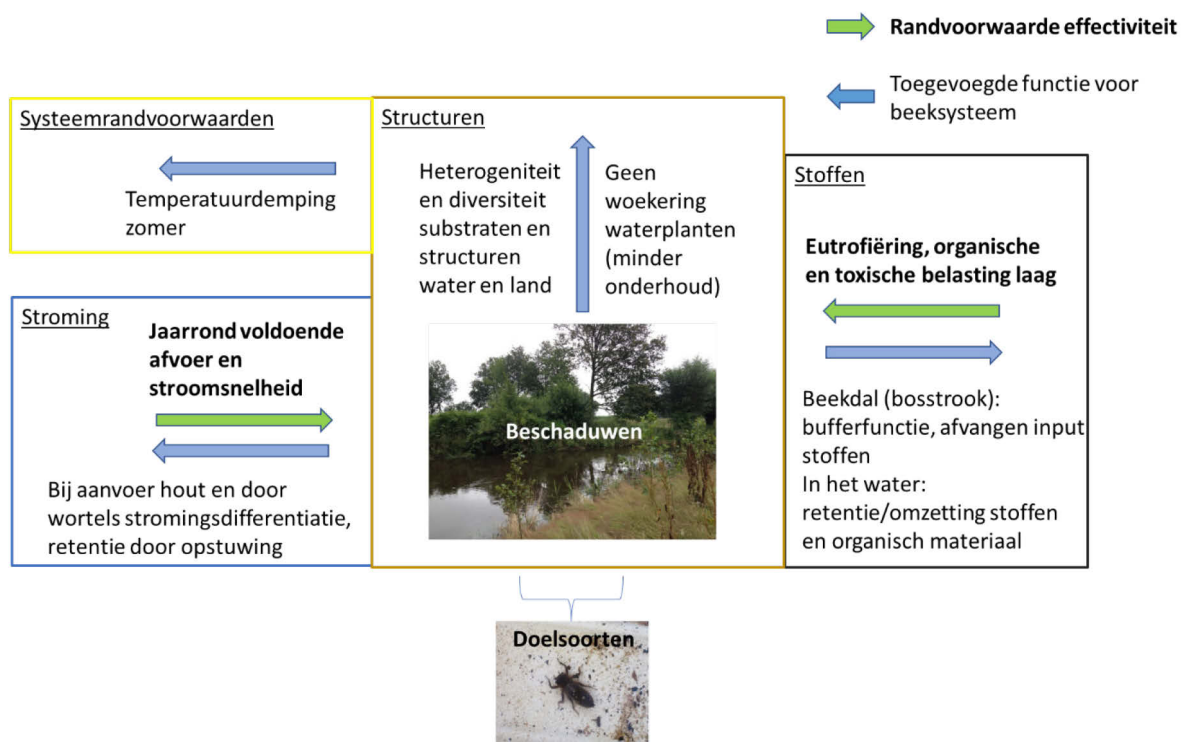 Randvoorwaarde effectiviteit
Toegevoegde functie voor
beeksysteem
Systeemrandvoorwaarden
Temperatuurdemping
zomer
Structuren
Heterogeniteit
en diversiteit
substraten en
structuren
water en land
Geen
woekering
waterplanten
(minder
onderhoud)
Beschaduwen
Stoffen
Eutrofiëring, organische
en toxische belasting laag
Beekdal (bosstrook):
bufferfunctie, afvangen input
stoffen
In het water:
retentie/omzetting stoffen
en organisch materiaal
Stroming
Jaarrond voldoende
afvoer en
stroomsnelheid
Bij aanvoer hout en door
wortels stromingsdifferentiatie,
retentie door opstuwing
Doelsoorten